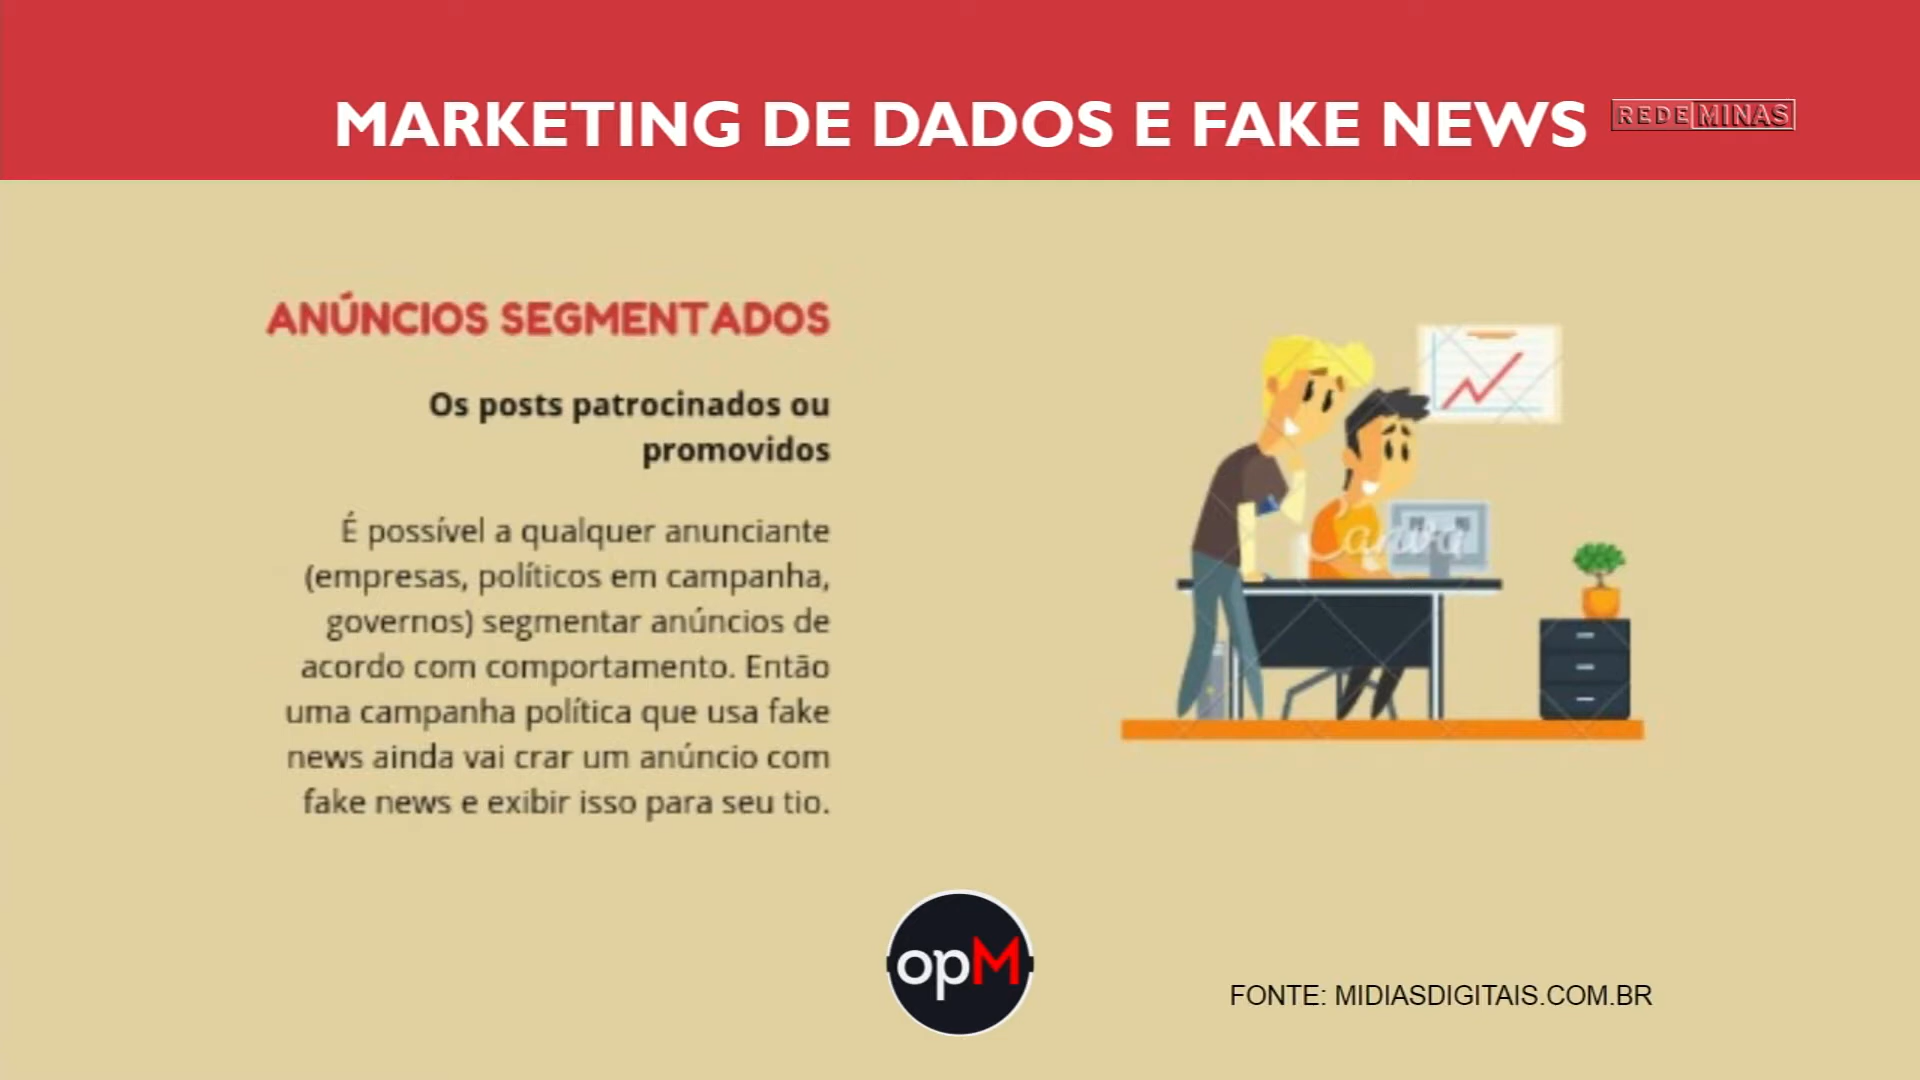 MARKETING DE DADOS E FAKE NEWS
REDE MINAS
ANÚNCIOS SEGMENTADOS
Os posts patrocinados ou
promovidos
É possível a qualquer anunciante
(empresas, políticos em campanha,
governos) segmentar anúncios de
acordo com comportamento. Então
uma campanha política que usa fake
news ainda vai crar um anúncio com
fake news e exibir isso para seu tio.
Canva
opM
FONTE: MIDIASDIGITAIS.COM.BR